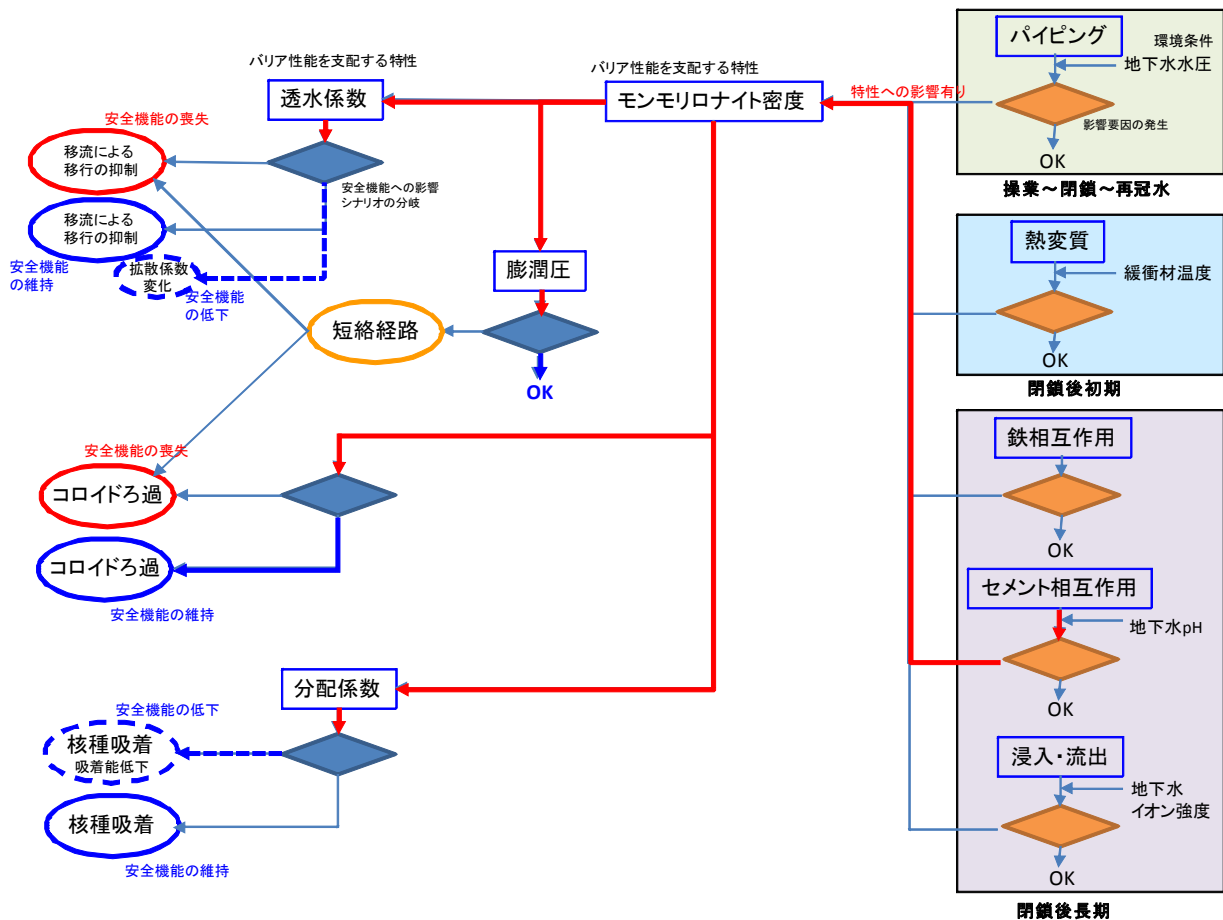 バリア性能を支配する特性
透水係数
安全機能の喪失
移流による
移行の抑制
安全機能への影響
シナリオの分岐
移流による
移行の抑制
安全機能
の維持
拡散係数
変化
安全機能
の低下
バリア性能を支配する特性
モンモリロナイト密度
特性への影響有り
膨潤圧
短絡経路
OK
安全機能の喪失
コロイドろ過
コロイドろ過
安全機能の維持
分配係数
安全機能の低下
核種吸着
吸着能低下
核種吸着
安全機能の維持
パイピング
環境条件
地下水水圧
影響要因の発生
OK
操業～閉鎖～再冠水
熱変質
緩衝材温度
OK
閉鎖後初期
鉄相互作用
OK
セメント相互作用
地下水pH
OK
浸入・流出
地下水
イオン強度
OK
閉鎖後長期